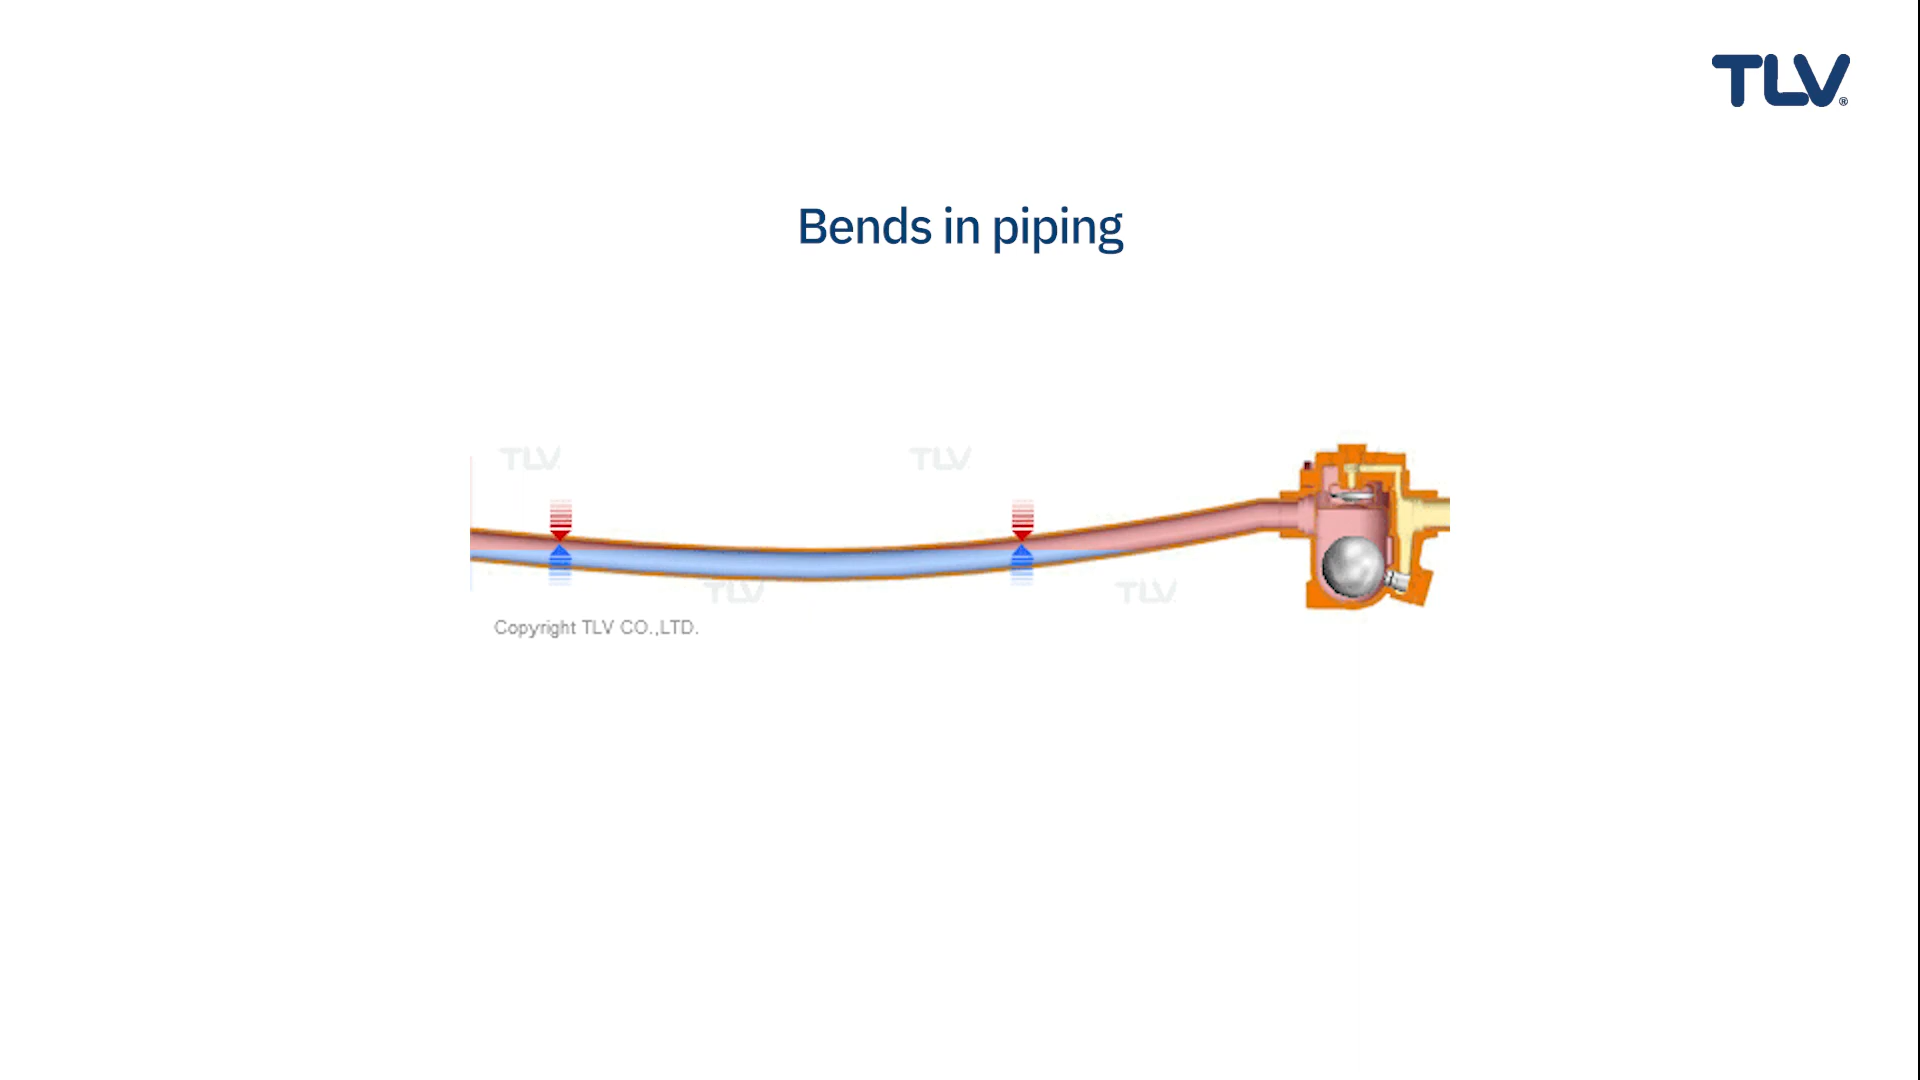 TLV®
Bends in piping
TLV
TLV
TLV
TLV
Copyright TLV CO.,LTD.